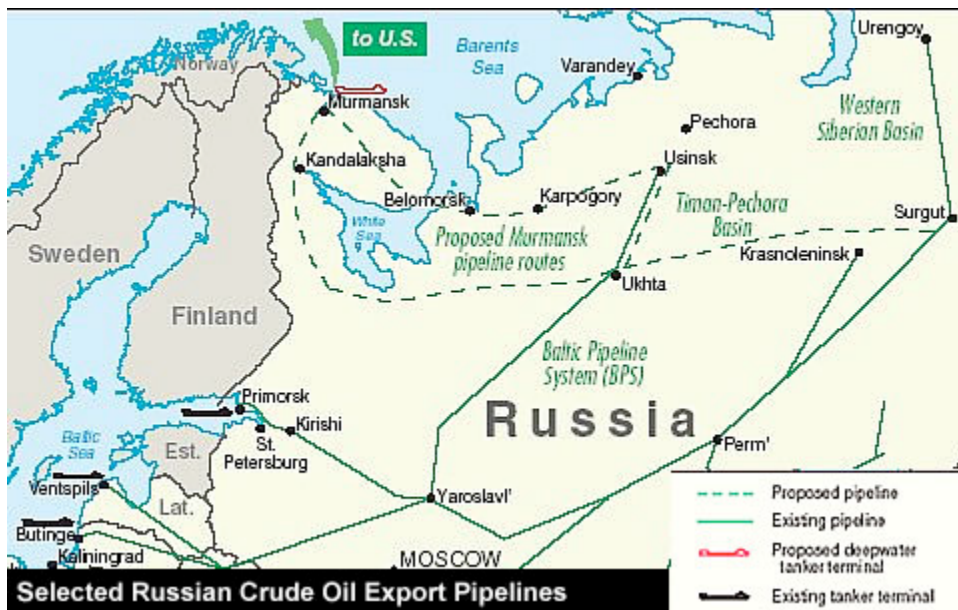 to U.S.
Barents
Sea
Urengoy
Norway
Varandey
Murmansk
Western
Siberian Basin
Pechora
Kandalaksha
Usinsk
Belomorsk
Karpogory
Timan-Pechora
Basin
Surgut
White
Sea
Proposed Murmansk
pipeline routes
Krasnoleninsk
Sweden
Ukhta
Finland
Baltic Pipeline
System (BPS)
Primorsk
Russia
Kirishi
St.
Petersburg
Baltic
Sea
Est.
Perm'
Ventspils
Lat.
Yaroslavl'
Butinge
Kaliningrad
MOSCOW
Proposed pipeline
Existing pipeline
Proposed deepwater
tanker terminal
Existing tanker terminal
Selected Russian Crude Oil Export Pipelines